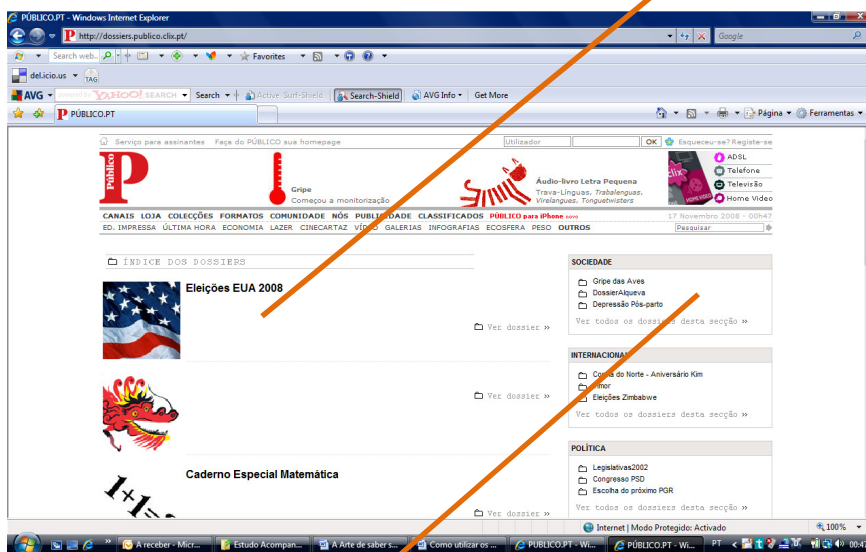 PÚBLICO.PT - Windows Internet Explorer
http://dossiers.publico.clix.pt/
Google
Search web..
Favorites
del.icio.us
TAG
AVG
YAHOO! SEARCH
Search
Active Surf-Shield
Search-Shield
AVG Info
Get More
PÚBLICO.PT
Página
Ferramentas
Serviço para assinantes Faça do PÚBLICO sua homepage
Utilizador
OK
Esqueceu-se? Registe-se
Público
P
Gripe
Começou a monitorização
Áudio-livro Letra Pequena
Trava-Línguas, Trabalenguas,
Virelangues, Tonguetwisters
clix
HOME VIDEO
ADSL
Telefone
Televisão
Home Video
CANAIS LOJA COLECÇÕES FORMATOS COMUNIDADE NÓS PUBLICIDADE CLASSIFICADOS PÚBLICO para iPhone novo
17 Novembro 2008 - 00h47
ED. IMPRESSA ÚLTIMA HORA ECONOMIA LAZER CINECARTAZ VÍDEO GALERIAS INFOGRAFIAS ECOSFERA PESO OUTROS
Pesquisar
ÍNDICE DOS DOSSIERS
Eleições EUA 2008
Ver dossier »
Ver dossier »
1+1=
Caderno Especial Matemática
Ver dossier »
SOCIEDADE
Gripe das Aves
DossierAlqueva
Depressão Pós-parto
Ver todos os dossiers desta secção »
INTERNACIONAL
Coreia do Norte - Aniversário Kim
Timor
Eleições Zimbabwe
Ver todos os dossiers desta secção »
POLÍTICA
Legislativas2002
Congresso PSD
Escolha do próximo PGR
Ver todos os dossiers desta secção »
Internet | Modo Protegido: Activado
100%
A receber - Micr...
Estudo Acompan...
A Arte de saber s...
Como utilizar os ...
PÚBLICO.PT - Wi...
PÚBLICO.PT - Wi...
PT